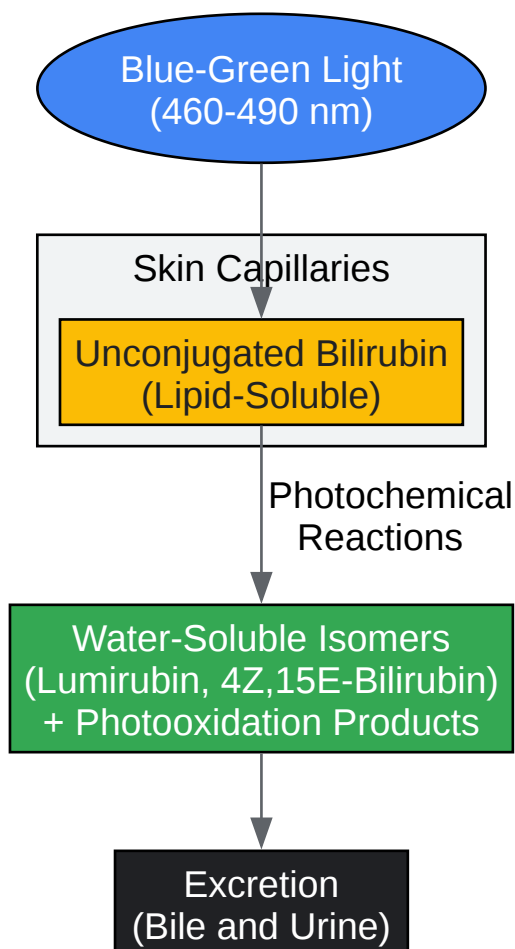 Blue-Green Light
(460-490 nm)
Skin Capillaries
Unconjugated Bilirubin
(Lipid-Soluble)
Photochemical
Reactions
Water-Soluble Isomers
(Lumirubin, 4Z,15E-Bilirubin)
+ Photooxidation Products
Excretion
(Bile and Urine)